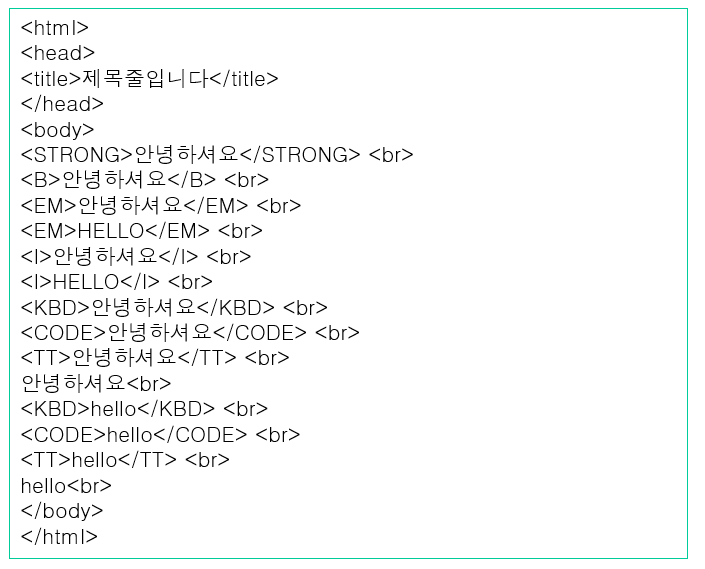 <html>
<head>
<title>제목줄입니다</title>
</head>
<body>
<STRONG>안녕하셔요</STRONG> <br>
<B>안녕하셔요</B> <br>
<EM>안녕하셔요</EM> <br>
<EM>HELLO</EM> <br>
<I>안녕하셔요</I> <br>
<I>HELLO</I> <br>
<KBD>안녕하셔요</KBD> <br>
<CODE>안녕하셔요</CODE> <br>
<TT>안녕하셔요</TT> <br>
안녕하셔요<br>
<KBD>hello</KBD> <br>
<CODE>hello</CODE> <br>
<TT>hello</TT> <br>
hello<br>
</body>
</html>